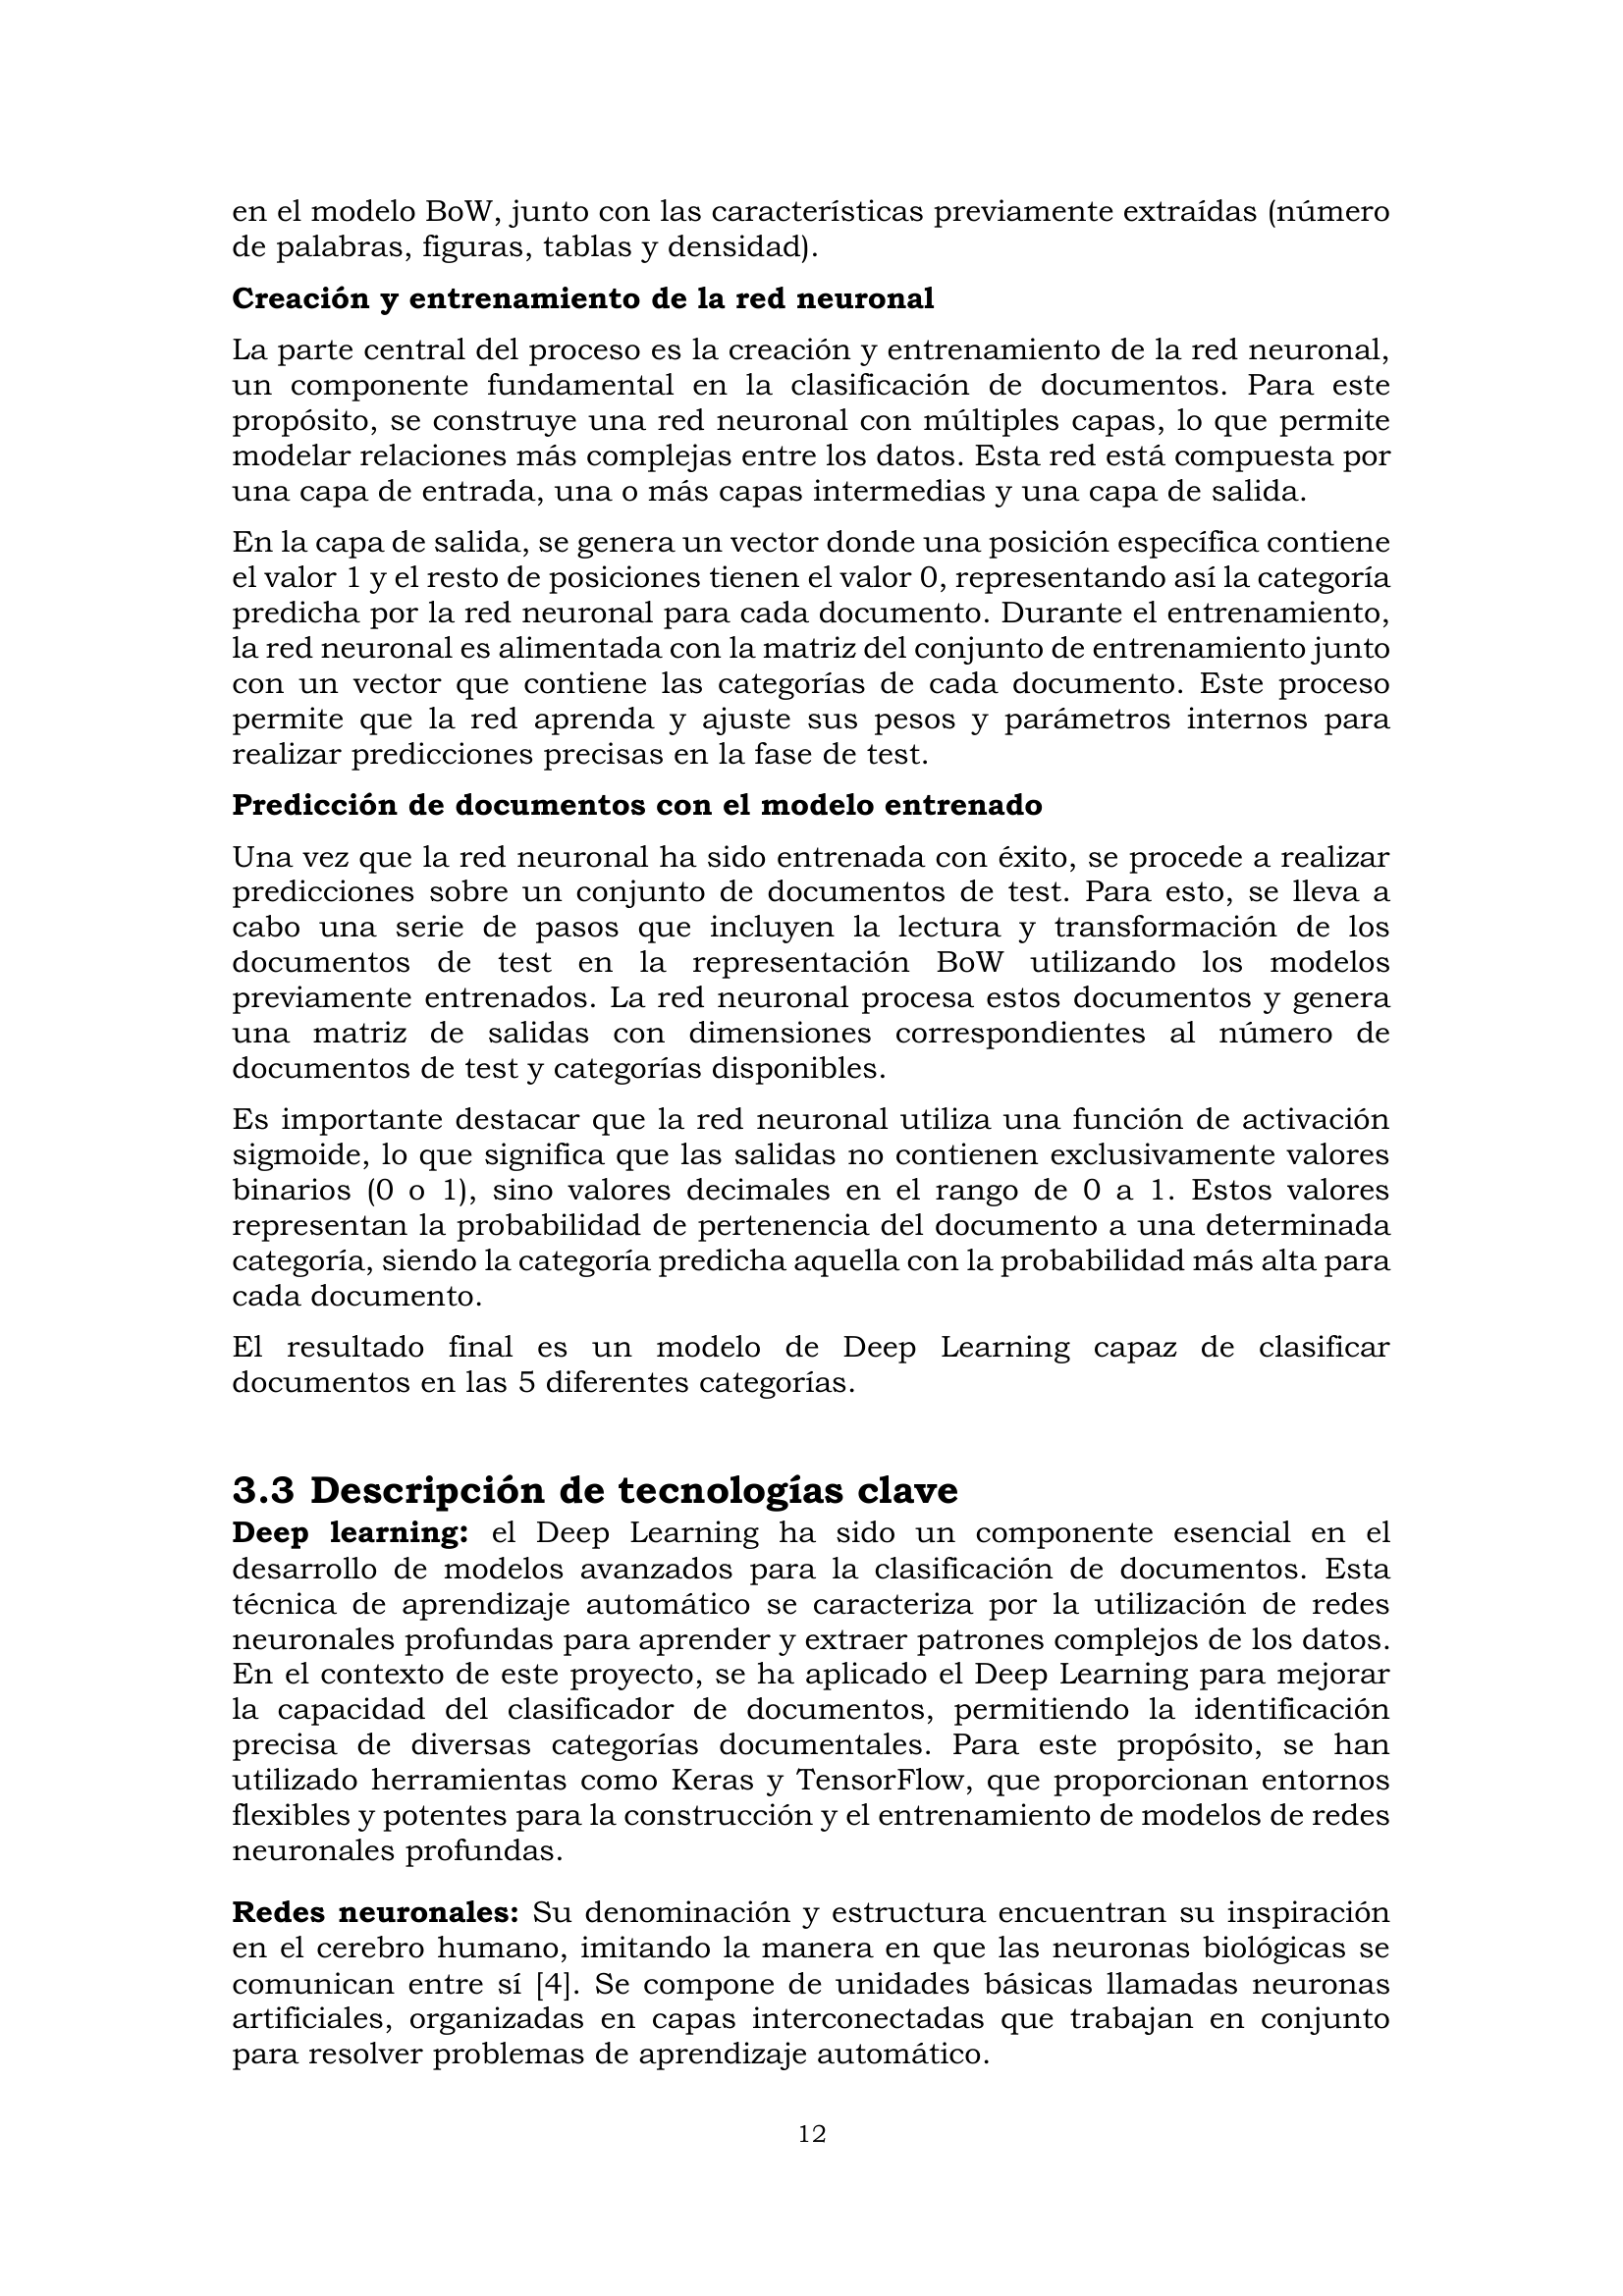 en el modelo BoW, junto con las características previamente extraídas (número
de palabras, figuras, tablas y densidad).
Creación y entrenamiento de la red neuronal
La parte central del proceso es la creación y entrenamiento de la red neuronal,
un componente fundamental en la clasificación de documentos. Para este
propósito, se construye una red neuronal con múltiples capas, lo que permite
modelar relaciones más complejas entre los datos. Esta red está compuesta por
una capa de entrada, una o más capas intermedias y una capa de salida.
En la capa de salida, se genera un vector donde una posición específica contiene
el valor 1 y el resto de posiciones tienen el valor 0, representando así la categoría
predicha por la red neuronal para cada documento. Durante el entrenamiento,
la red neuronal es alimentada con la matriz del conjunto de entrenamiento junto
con un vector que contiene las categorías de cada documento. Este proceso
permite que la red aprenda y ajuste sus pesos y parámetros internos para
realizar predicciones precisas en la fase de test.
Predicción de documentos con el modelo entrenado
Una vez que la red neuronal ha sido entrenada con éxito, se procede a realizar
predicciones sobre un conjunto de documentos de test. Para esto, se lleva a
cabo una serie de pasos que incluyen la lectura y transformación de los
documentos de test en la representación BoW utilizando los modelos
previamente entrenados. La red neuronal procesa estos documentos y genera
una matriz de salidas con dimensiones correspondientes al número de
documentos de test y categorías disponibles.
Es importante destacar que la red neuronal utiliza una función de activación
sigmoide, lo que significa que las salidas no contienen exclusivamente valores
binarios (0 o 1), sino valores decimales en el rango de 0 a 1. Estos valores
representan la probabilidad de pertenencia del documento a una determinada
categoría, siendo la categoría predicha aquella con la probabilidad más alta para
cada documento.
El resultado final es un modelo de Deep Learning capaz de clasificar
documentos en las 5 diferentes categorías.
3.3 Descripción de tecnologías clave
Deep learning: el Deep Learning ha sido un componente esencial en el
desarrollo de modelos avanzados para la clasificación de documentos. Esta
técnica de aprendizaje automático se caracteriza por la utilización de redes
neuronales profundas para aprender y extraer patrones complejos de los datos.
En el contexto de este proyecto, se ha aplicado el Deep Learning para mejorar
la capacidad del clasificador de documentos, permitiendo la identificación
precisa de diversas categorías documentales. Para este propósito, se han
utilizado herramientas como Keras y TensorFlow, que proporcionan entornos
flexibles y potentes para la construcción y el entrenamiento de modelos de redes
neuronales profundas.
Redes neuronales: Su denominación y estructura encuentran su inspiración
en el cerebro humano, imitando la manera en que las neuronas biológicas se
comunican entre sí [4]. Se compone de unidades básicas llamadas neuronas
artificiales, organizadas en capas interconectadas que trabajan en conjunto
para resolver problemas de aprendizaje automático.
12